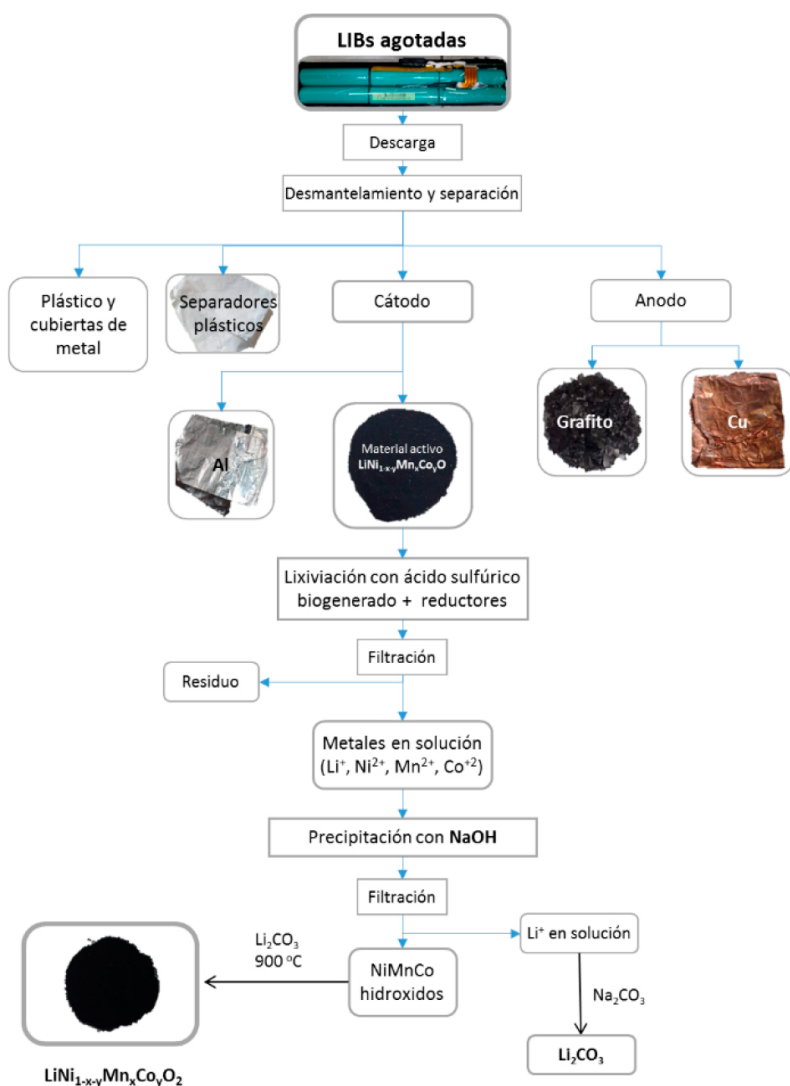 LIBs agotadas
Descarga
Desmantelamiento y separación
Plástico y
cubiertas de
metal
Separadores
plásticos
Cátodo
Anodo
Al
Material activo
LiNi₁₋ₓ₋ᵧMnₓCoᵧO
Grafito
Cu
Lixiviación con ácido sulfúrico
biogenerado + reductores
Filtración
Residuo
Metales en solución
(Li⁺, Ni²⁺, Mn²⁺, Co⁺²)
Precipitación con NaOH
Filtración
Li⁺ en solución
Li₂CO₃
900 °C
NiMnCo
hidroxidos
Na₂CO₃
Li₂CO₃
LiNi₁₋ₓ₋ᵧMnₓCoᵧO₂